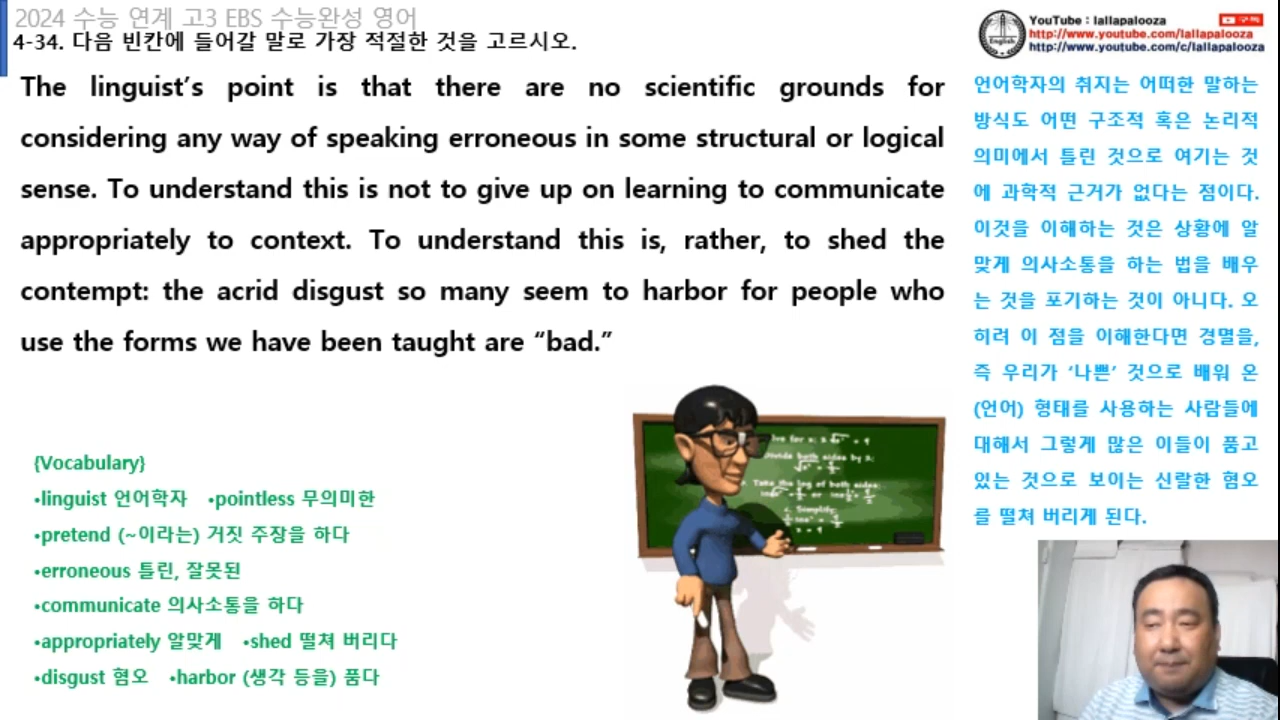 2024 수능 연계 고3 EBS 수능완성 영어
4-34. 다음 빈칸에 들어갈 말로 가장 적절한 것을 고르시오.
YouTube : lallapalooza
구독
http://www.youtube.com/lallapalooza
http://www.youtube.com/c/lallapalooza
English
The linguist’s point is that there are no scientific grounds for
considering any way of speaking erroneous in some structural or logical
sense. To understand this is not to give up on learning to communicate
appropriately to context. To understand this is, rather, to shed the
contempt: the acrid disgust so many seem to harbor for people who
use the forms we have been taught are “bad.”
언어학자의 취지는 어떠한 말하는
방식도 어떤 구조적 혹은 논리적
의미에서 틀린 것으로 여기는 것
에 과학적 근거가 없다는 점이다.
이것을 이해하는 것은 상황에 알
맞게 의사소통을 하는 법을 배우
는 것을 포기하는 것이 아니다. 오
히려 이 점을 이해한다면 경멸을,
즉 우리가 ‘나쁜’ 것으로 배워 온
(언어) 형태를 사용하는 사람들에
대해서 그렇게 많은 이들이 품고
있는 것으로 보이는 신랄한 혐오
를 떨쳐 버리게 된다.
{Vocabulary}
•linguist 언어학자 •pointless 무의미한
•pretend (~이라는) 거짓 주장을 하다
•erroneous 틀린, 잘못된
•communicate 의사소통을 하다
•appropriately 알맞게 •shed 떨쳐 버리다
•disgust 혐오 •harbor (생각 등을) 품다